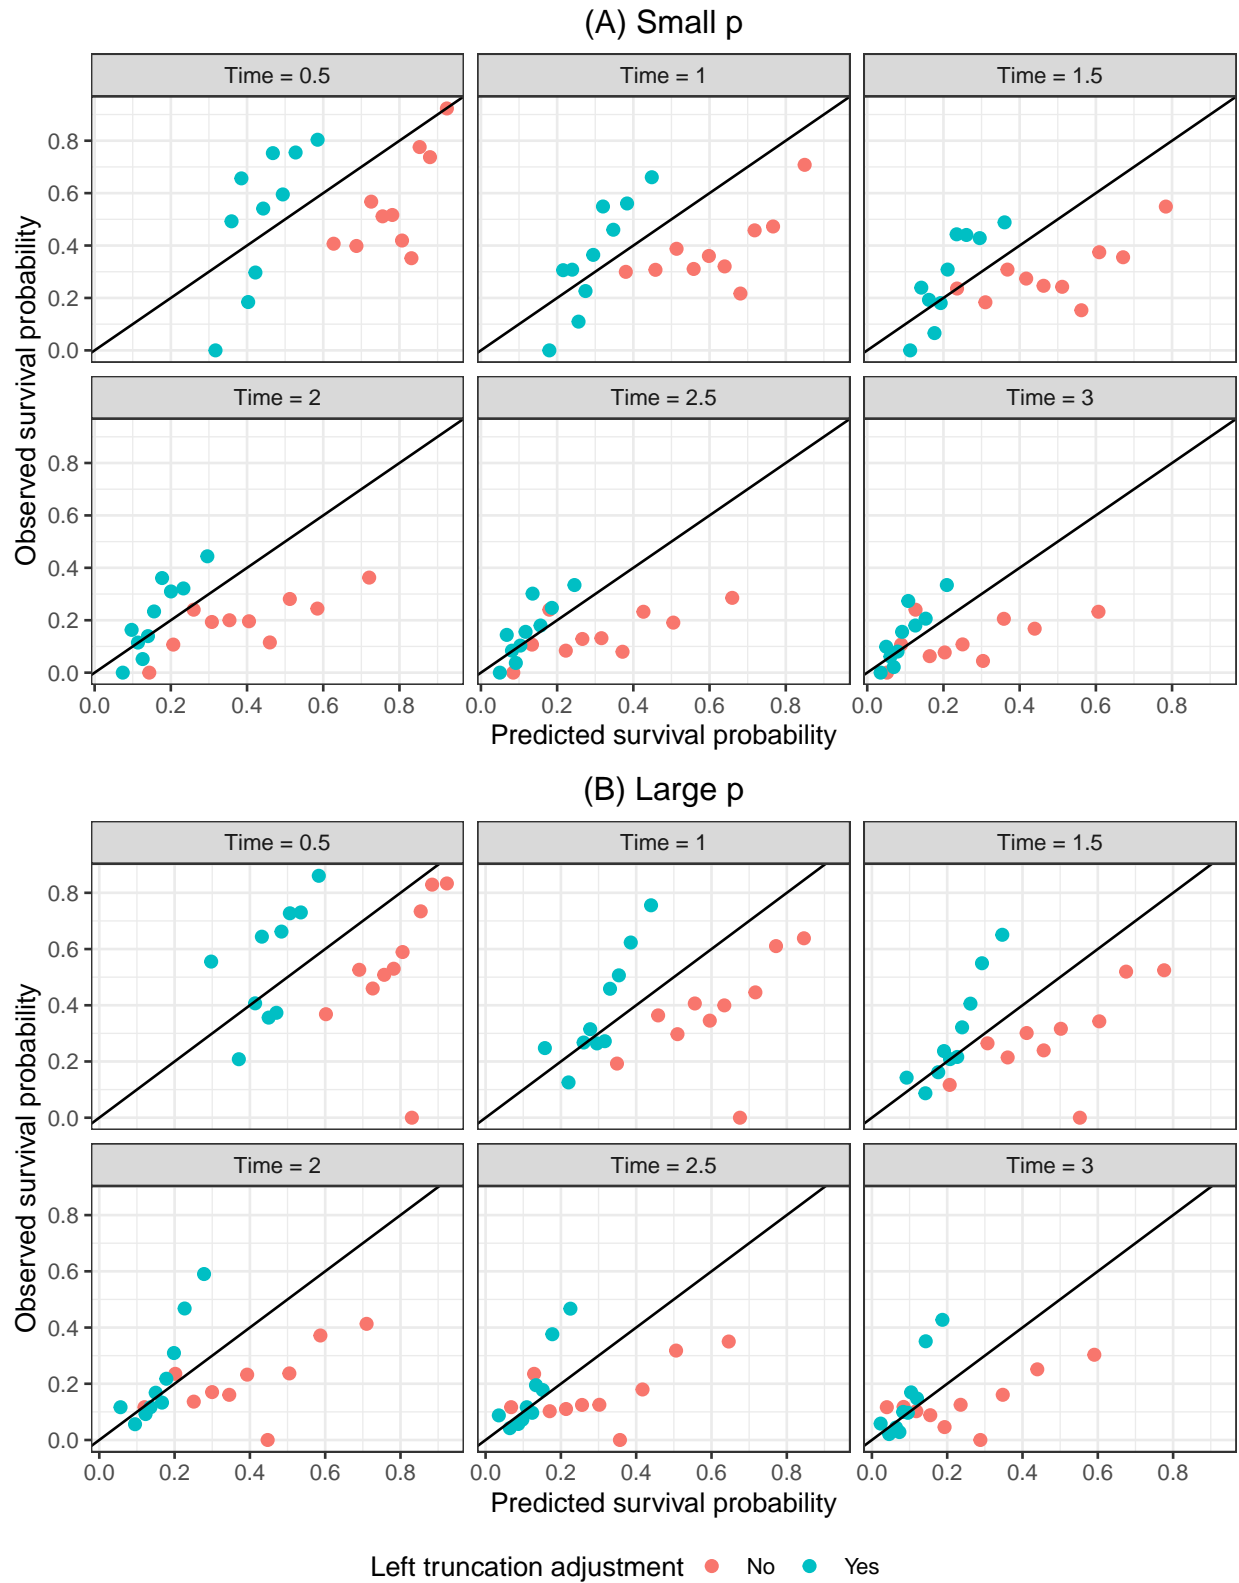 (A) Small p
Time = 0.5
Time = 1
Time = 1.5
0.8
0.6
0.4
0.2
0.0
Time = 2
Time = 2.5
Time = 3
0.8
0.6
0.4
0.2
0.0
0.0 0.2 0.4 0.6 0.8
0.0 0.2 0.4 0.6 0.8
0.0 0.2 0.4 0.6 0.8
Observed survival probability
Predicted survival probability
(B) Large p
Time = 0.5
Time = 1
Time = 1.5
0.8
0.6
0.4
0.2
0.0
Time = 2
Time = 2.5
Time = 3
0.8
0.6
0.4
0.2
0.0
0.0 0.2 0.4 0.6 0.8
0.0 0.2 0.4 0.6 0.8
0.0 0.2 0.4 0.6 0.8
Observed survival probability
Predicted survival probability
Left truncation adjustment No Yes